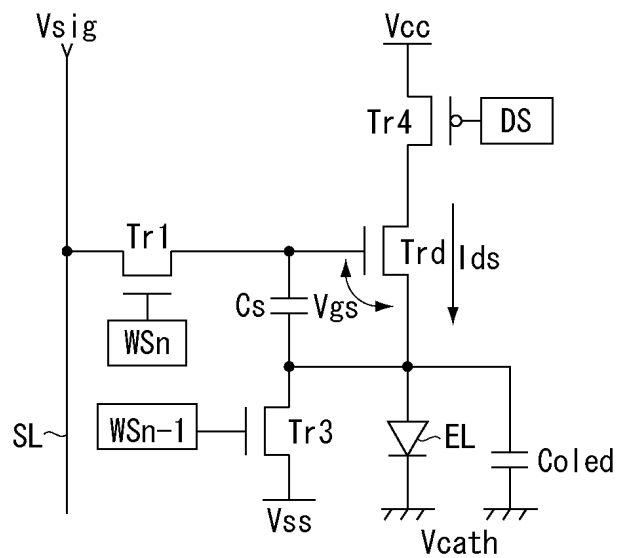 Vsig
Vcc
Tr4
DS
Tr1
Trd
Ids
Cs
Vgs
WSn
WSn-1
Tr3
SL
EL
Coled
Vss
Vcath